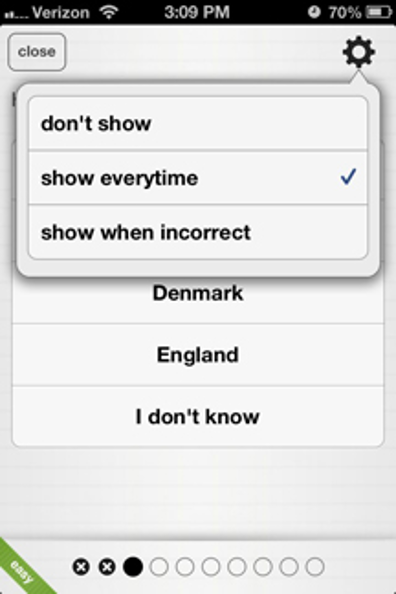 Verizon 3:09 PM 70%
close
don't show
show everytime
show when incorrect
Denmark
England
I don't know
easy